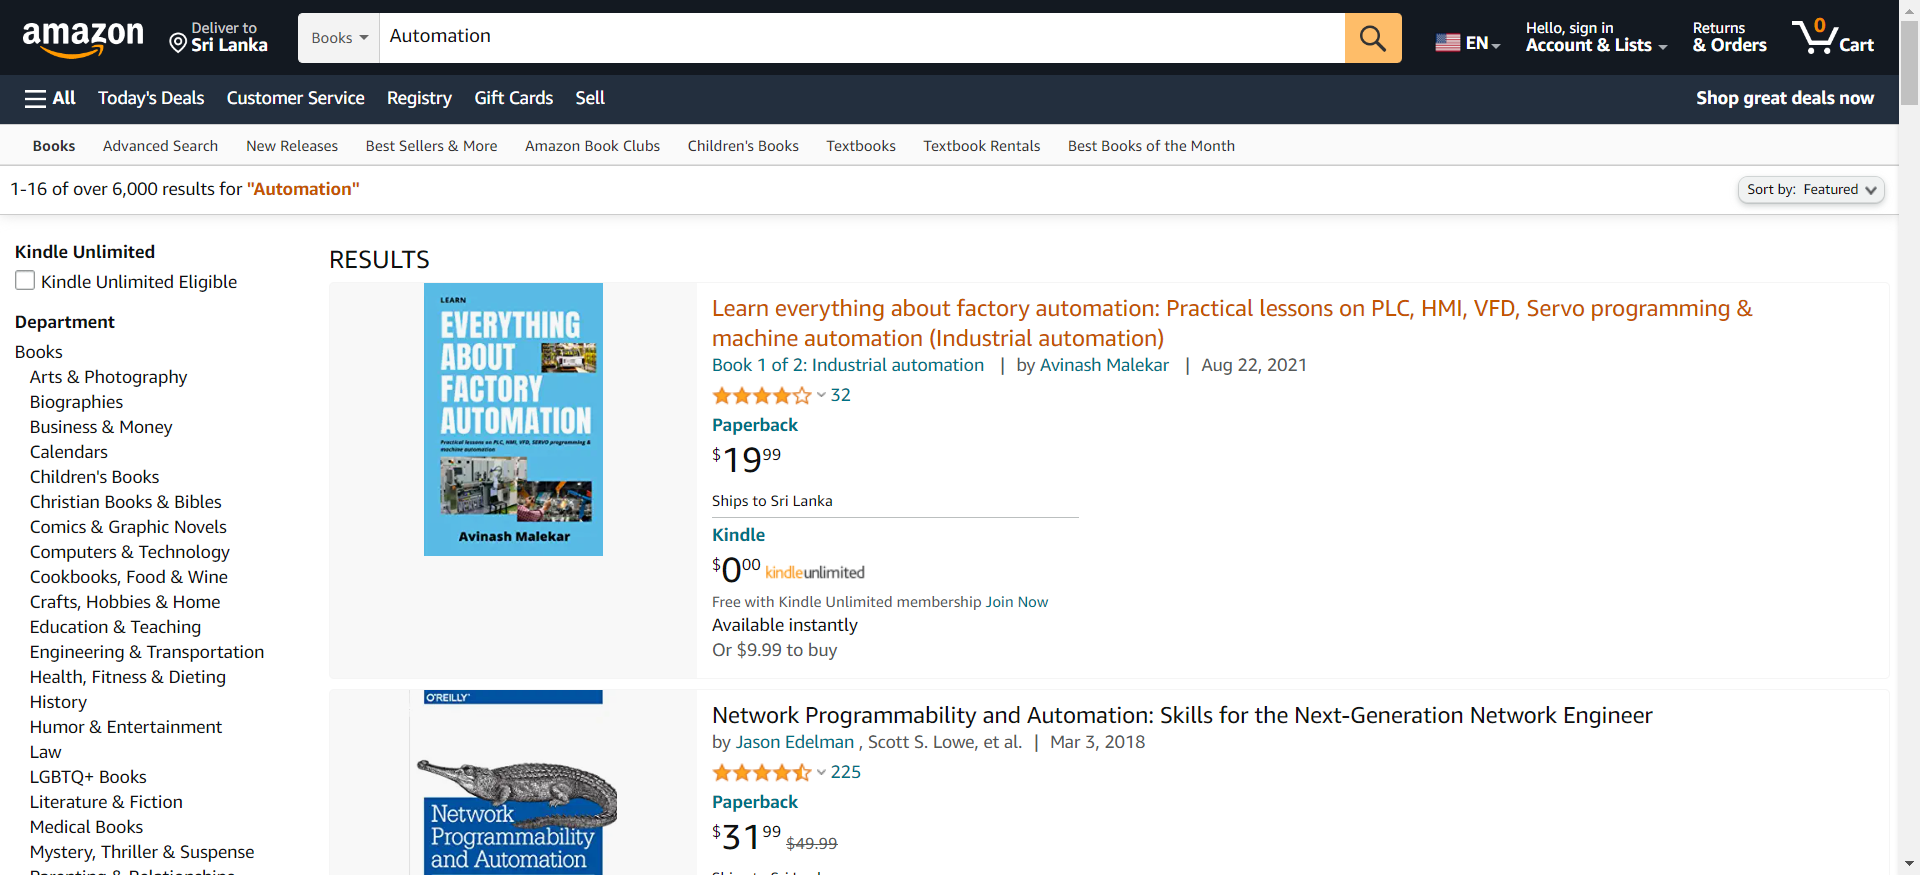 amazon
Deliver to
Sri Lanka
Books
Automation
EN
Hello, sign in
Account & Lists
Returns
& Orders
0
Cart
All
Today's Deals
Customer Service
Registry
Gift Cards
Sell
Shop great deals now
Books
Advanced Search
New Releases
Best Sellers & More
Amazon Book Clubs
Children's Books
Textbooks
Textbook Rentals
Best Books of the Month
1-16 of over 6,000 results for "Automation"
Sort by: Featured
Kindle Unlimited
Kindle Unlimited Eligible
Department
Books
Arts & Photography
Biographies
Business & Money
Calendars
Children's Books
Christian Books & Bibles
Comics & Graphic Novels
Computers & Technology
Cookbooks, Food & Wine
Crafts, Hobbies & Home
Education & Teaching
Engineering & Transportation
Health, Fitness & Dieting
History
Humor & Entertainment
Law
LGBTQ+ Books
Literature & Fiction
Medical Books
Mystery, Thriller & Suspense
Parenting & Relationships
RESULTS
LEARN
EVERYTHING
ABOUT
FACTORY
AUTOMATION
Practical lessons on PLC, HMI, VFD, SERVO programming &
machine automation
Avinash Malekar
Learn everything about factory automation: Practical lessons on PLC, HMI, VFD, Servo programming &
machine automation (Industrial automation)
Book 1 of 2: Industrial automation | by Avinash Malekar | Aug 22, 2021
32
Paperback
$19 99
Ships to Sri Lanka
Kindle
$0 00 kindleunlimited
Free with Kindle Unlimited membership Join Now
Available instantly
Or $9.99 to buy
O'REILLY
Network
Programmability
and Automation
Network Programmability and Automation: Skills for the Next-Generation Network Engineer
by Jason Edelman , Scott S. Lowe, et al. | Mar 3, 2018
225
Paperback
$31 99 $49.99
Ships to Sri Lanka